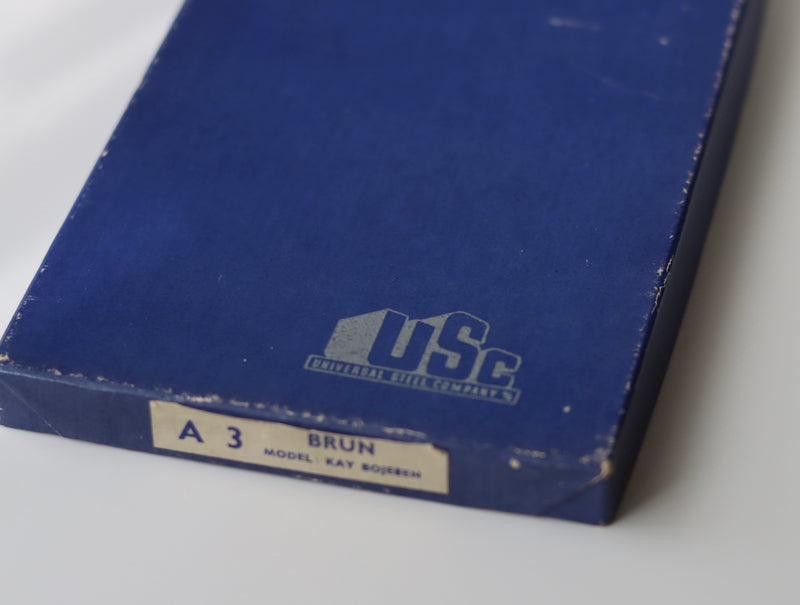 USC
UNIVERSAL STEEL COMPANY %
A 3 BRUN
MODEL: KAY BOJESEN